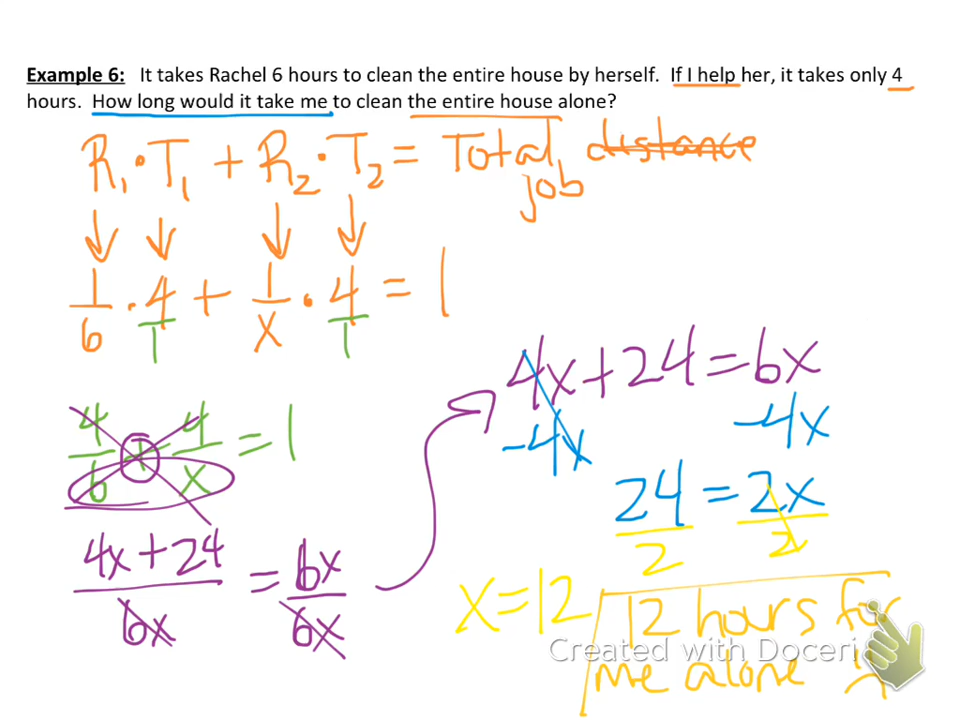 Example 6: It takes Rachel 6 hours to clean the entire house by herself. If I help her, it takes only 4
hours. How long would it take me to clean the entire house alone?
R₁·T₁ + R₂·T₂ = Total distance
job
1/6 · 4/1 + 1/x · 4/1 = 1
4/6 + 4/x = 1
(4x+24)/6x = 6x/6x
4x+24=6x
-4x -4x
24 = 2x
2 2
x=12
12 hours for
me alone
Created with Doceri